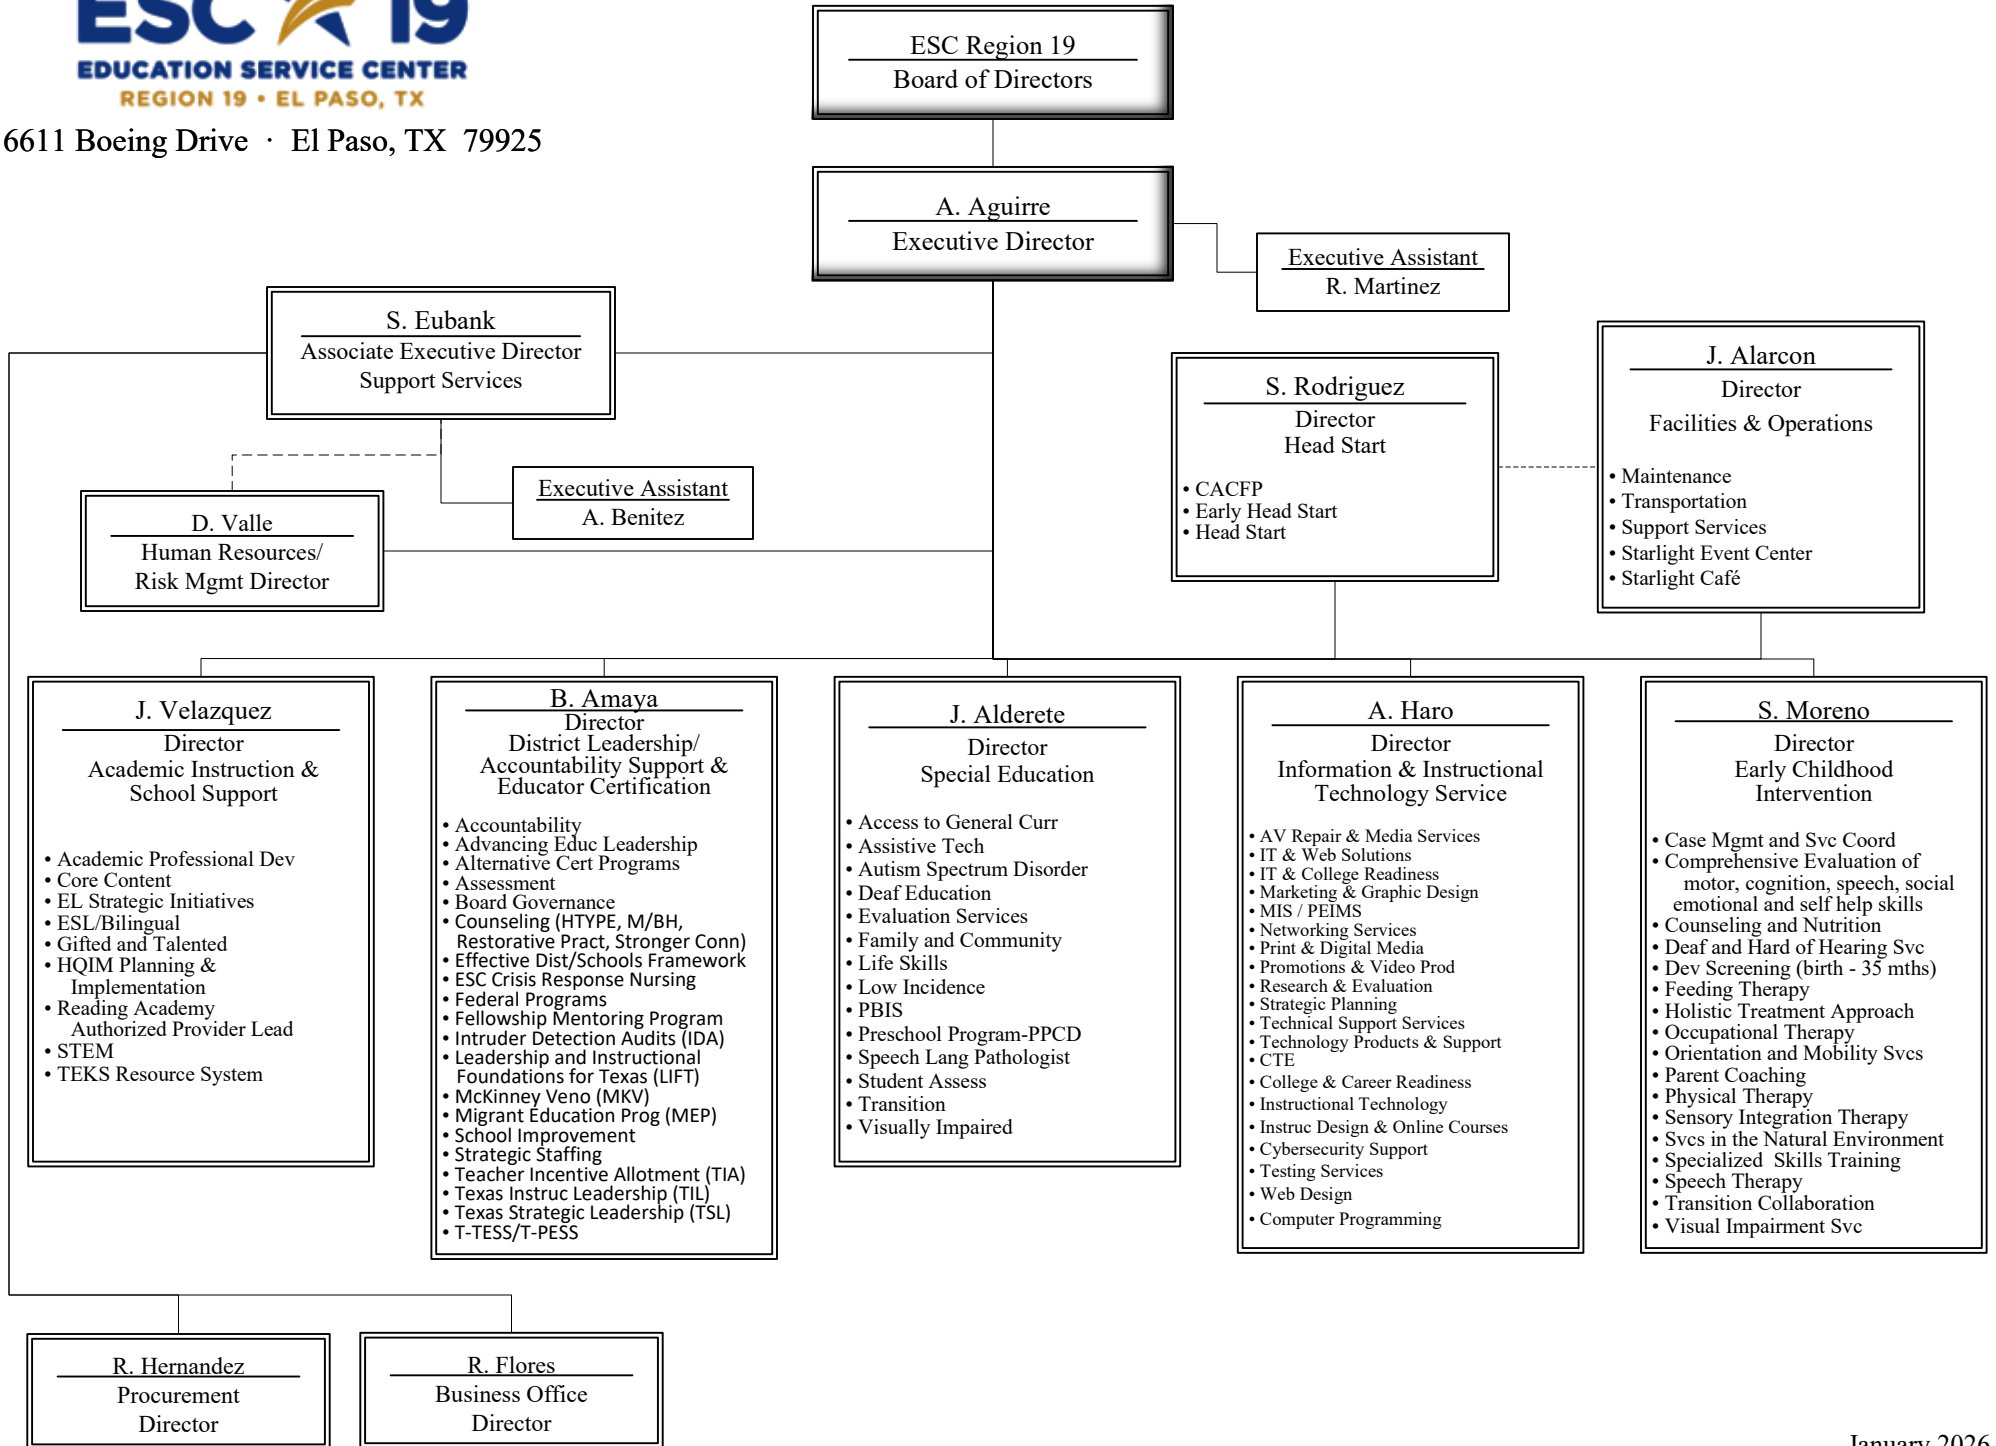 ESC 19
EDUCATION SERVICE CENTER
REGION 19 • EL PASO, TX
6611 Boeing Drive · El Paso, TX 79925
ESC Region 19
Board of Directors
A. Aguirre
Executive Director
Executive Assistant
R. Martinez
S. Eubank
Associate Executive Director
Support Services
Executive Assistant
A. Benitez
D. Valle
Human Resources/
Risk Mgmt Director
S. Rodriguez
Director
Head Start
• CACFP
• Early Head Start
• Head Start
J. Alarcon
Director
Facilities & Operations
• Maintenance
• Transportation
• Support Services
• Starlight Event Center
• Starlight Café
J. Velazquez
Director
Academic Instruction &
School Support
• Academic Professional Dev
• Core Content
• EL Strategic Initiatives
• ESL/Bilingual
• Gifted and Talented
• HQIM Planning &
Implementation
• Reading Academy
Authorized Provider Lead
• STEM
• TEKS Resource System
B. Amaya
Director
District Leadership/
Accountability Support &
Educator Certification
• Accountability
• Advancing Educ Leadership
• Alternative Cert Programs
• Assessment
• Board Governance
• Counseling (HTYPE, M/BH,
Restorative Pract, Stronger Conn)
• Effective Dist/Schools Framework
• ESC Crisis Response Nursing
• Federal Programs
• Fellowship Mentoring Program
• Intruder Detection Audits (IDA)
• Leadership and Instructional
Foundations for Texas (LIFT)
• McKinney Veno (MKV)
• Migrant Education Prog (MEP)
• School Improvement
• Strategic Staffing
• Teacher Incentive Allotment (TIA)
• Texas Instruc Leadership (TIL)
• Texas Strategic Leadership (TSL)
• T-TESS/T-PESS
J. Alderete
Director
Special Education
• Access to General Curr
• Assistive Tech
• Autism Spectrum Disorder
• Deaf Education
• Evaluation Services
• Family and Community
• Life Skills
• Low Incidence
• PBIS
• Preschool Program-PPCD
• Speech Lang Pathologist
• Student Assess
• Transition
• Visually Impaired
A. Haro
Director
Information & Instructional
Technology Service
• AV Repair & Media Services
• IT & Web Solutions
• IT & College Readiness
• Marketing & Graphic Design
• MIS / PEIMS
• Networking Services
• Print & Digital Media
• Promotions & Video Prod
• Research & Evaluation
• Strategic Planning
• Technical Support Services
• Technology Products & Support
• CTE
• College & Career Readiness
• Instructional Technology
• Instruc Design & Online Courses
• Cybersecurity Support
• Testing Services
• Web Design
• Computer Programming
S. Moreno
Director
Early Childhood
Intervention
• Case Mgmt and Svc Coord
• Comprehensive Evaluation of
motor, cognition, speech, social
emotional and self help skills
• Counseling and Nutrition
• Deaf and Hard of Hearing Svc
• Dev Screening (birth - 35 mths)
• Feeding Therapy
• Holistic Treatment Approach
• Occupational Therapy
• Orientation and Mobility Svcs
• Parent Coaching
• Physical Therapy
• Sensory Integration Therapy
• Svcs in the Natural Environment
• Specialized Skills Training
• Speech Therapy
• Transition Collaboration
• Visual Impairment Svc
R. Hernandez
Procurement
Director
R. Flores
Business Office
Director
January 2026